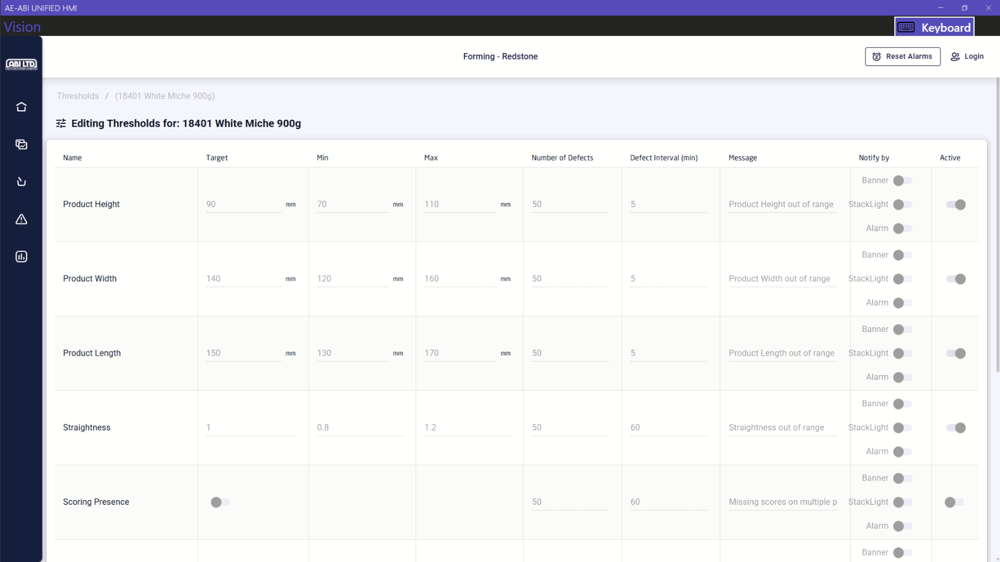 AE-ABI UNIFIED HMI
Vision
Keyboard
ABI LTD
Forming - Redstone
Reset Alarms
Login
Thresholds / (18401 White Miche 900g)
Editing Thresholds for: 18401 White Miche 900g
Name Target Min Max Number of Defects Defect Interval (min) Message Notify by Active
Banner
Product Height 90 mm 70 mm 110 mm 50 5 Product Height out of range StackLight
Alarm
Banner
Product Width 140 mm 120 mm 160 mm 50 5 Product Width out of range StackLight
Alarm
Banner
Product Length 150 mm 130 mm 170 mm 50 5 Product Length out of range StackLight
Alarm
Banner
Straightness 1 0.8 1.2 50 60 Straightness out of range StackLight
Alarm
Banner
Scoring Presence 50 60 Missing scores on multiple p StackLight
Alarm
Banner